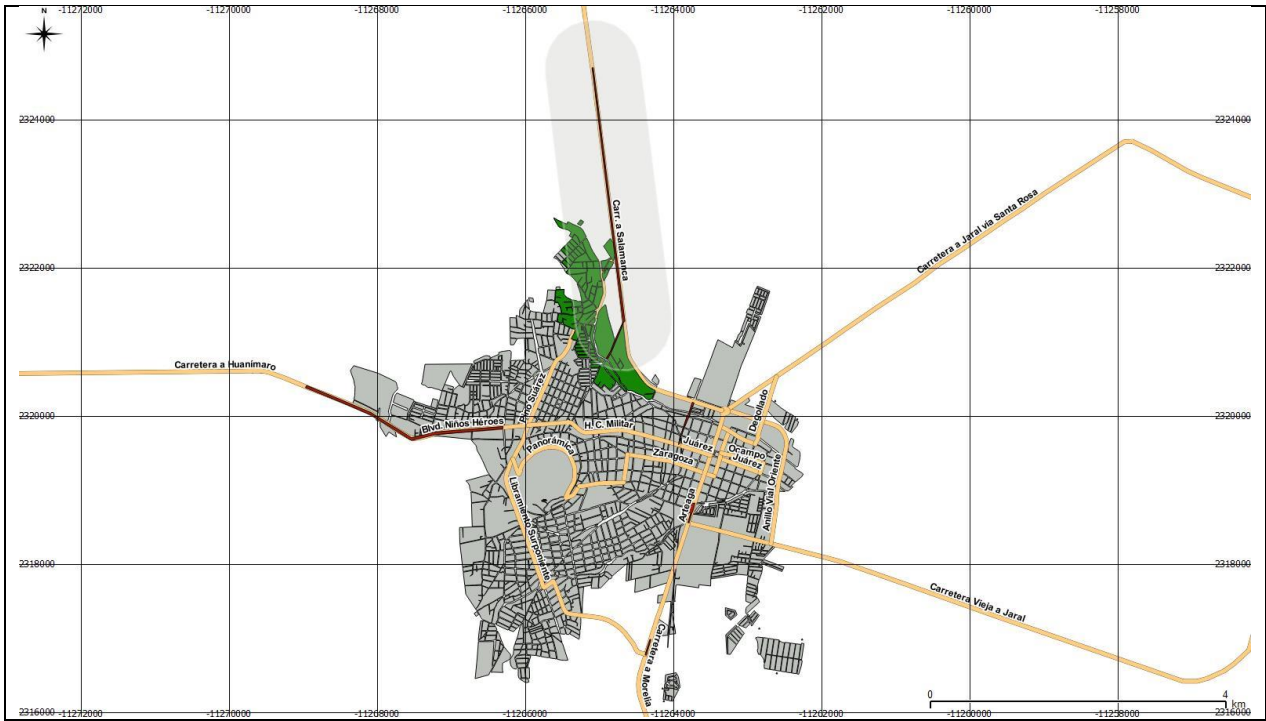 N
-11272000 -11270000 -11268000 -11266000 -11264000 -11262000 -11260000 -11258000
2324000 2324000
Carr. a Salamanca
Carretera a Jaral via Santa Rosa
2322000 2322000
Carretera a Huanímaro
Pino Suárez
Degollado
2320000 2320000
Blvd. Niños Héroes
H. C. Militar
Panorámica
Juárez
Ocampo
Zaragoza
Juárez
Libramiento Surponiente
Arteaga
Anillo Vial Oriente
2318000 2318000
Carretera Vieja a Jaral
Carretera a Morelia
0 4
km
2316000 2316000
-11272000 -11270000 -11268000 -11266000 -11264000 -11262000 -11260000 -11258000